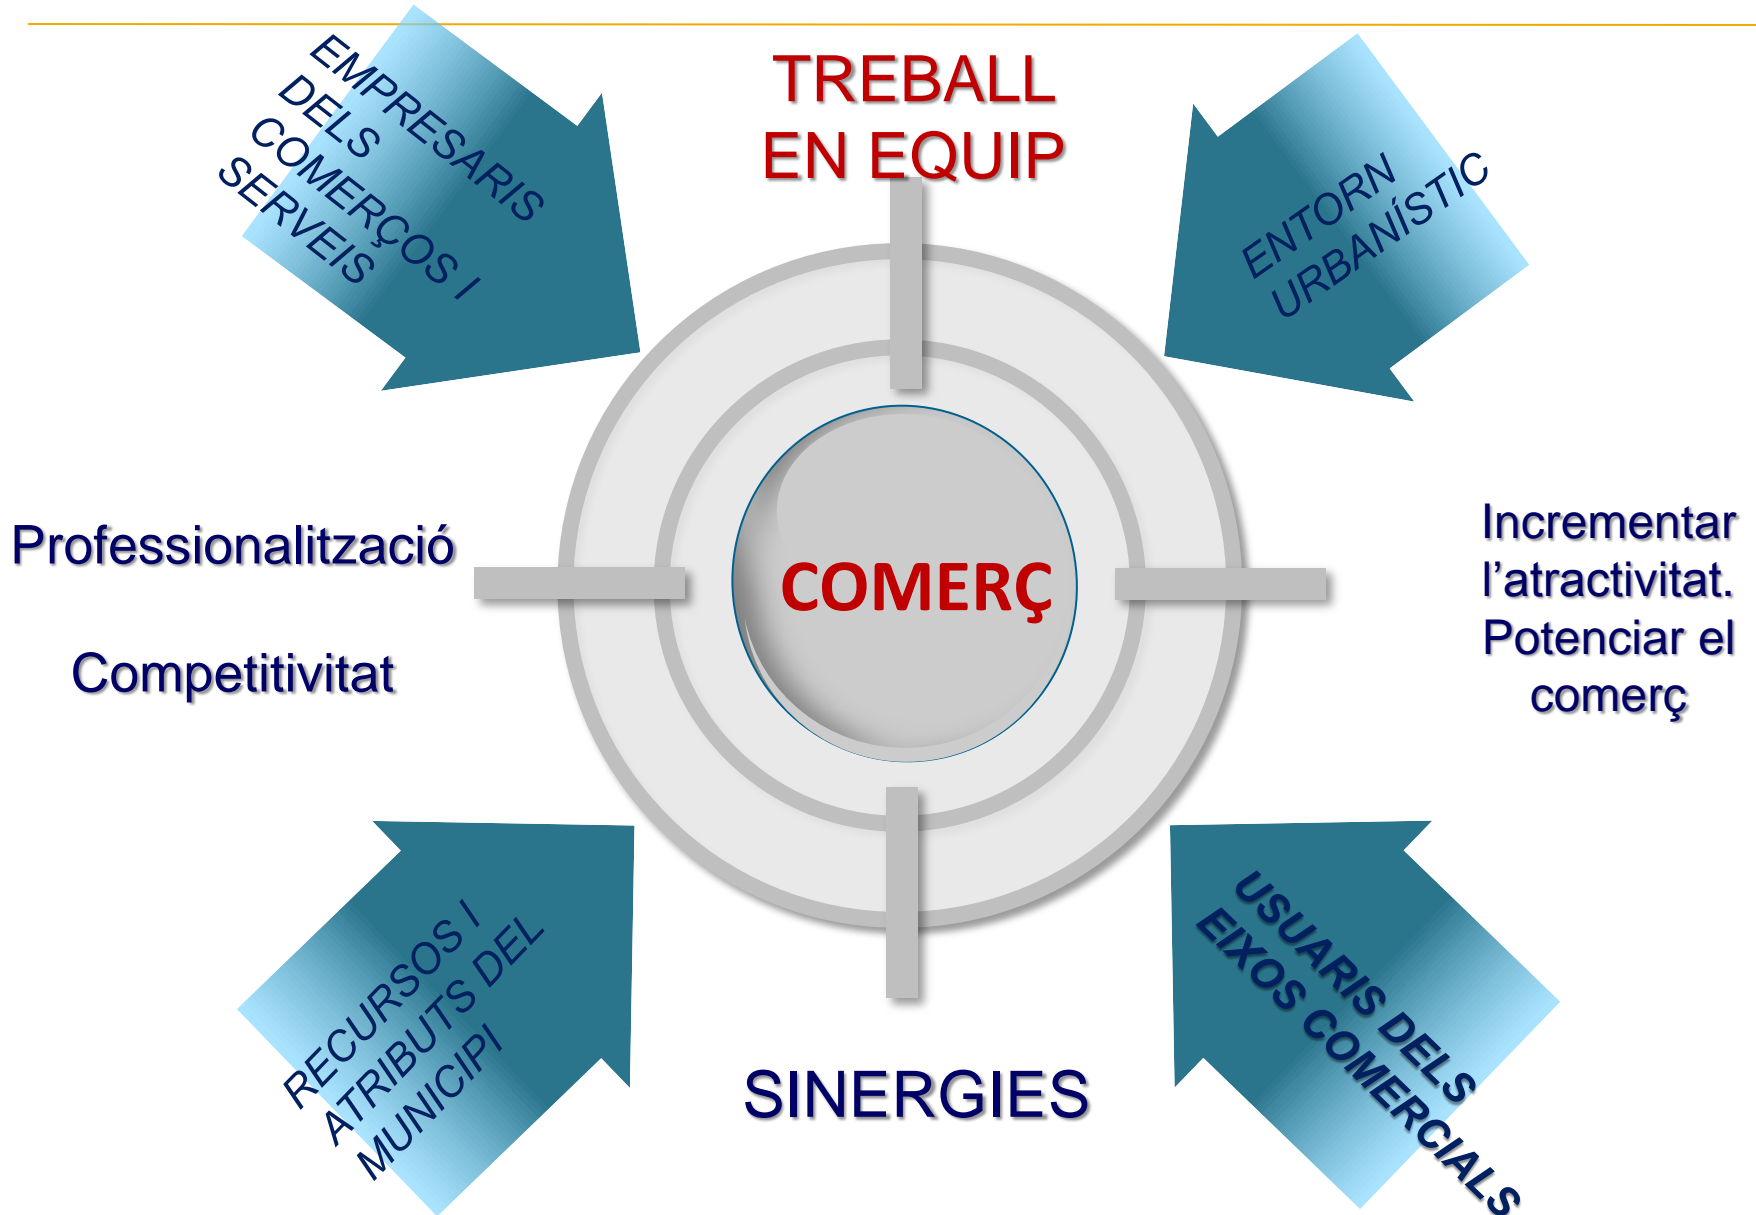 EMPRESARIS
DELS
COMERÇOS I
SERVEIS
TREBALL
EN EQUIP
ENTORN
URBANÍSTIC
Professionalització
Competitivitat
COMERÇ
Incrementar
l’atractivitat.
Potenciar el
comerç
RECURSOS I
ATRIBUTS DEL
MUNICIPI
SINERGIES
USUARIS DELS
EIXOS COMERCIALS